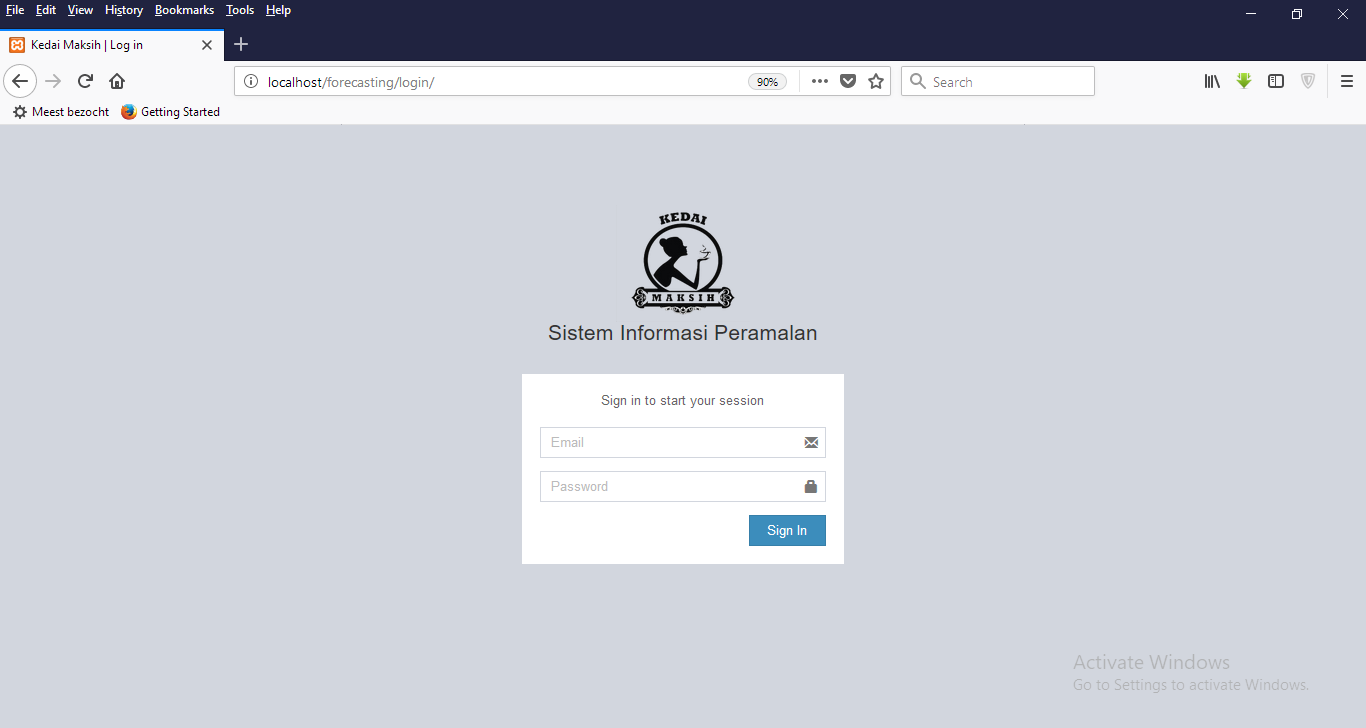 File Edit View History Bookmarks Tools Help
Kedai Maksih | Log in
localhost/forecasting/login/
90%
Search
Meest bezocht
Getting Started
KEDAI
MAKSIH
Sistem Informasi Peramalan
Sign in to start your session
Email
Password
Sign In
Activate Windows
Go to Settings to activate Windows.